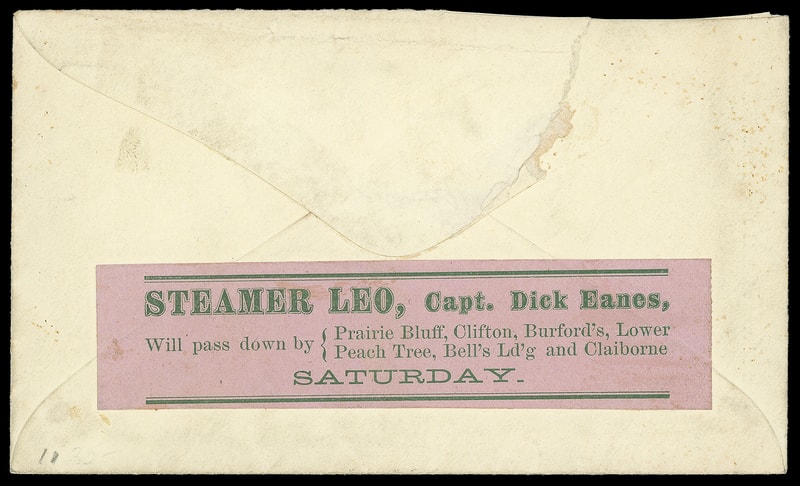 STEAMER LEO, Capt. Dick Eanes,
Will pass down by { Prairie Bluff, Clifton, Burford's, Lower
Peach Tree, Bell's Ld'g and Claiborne
SATURDAY.
11